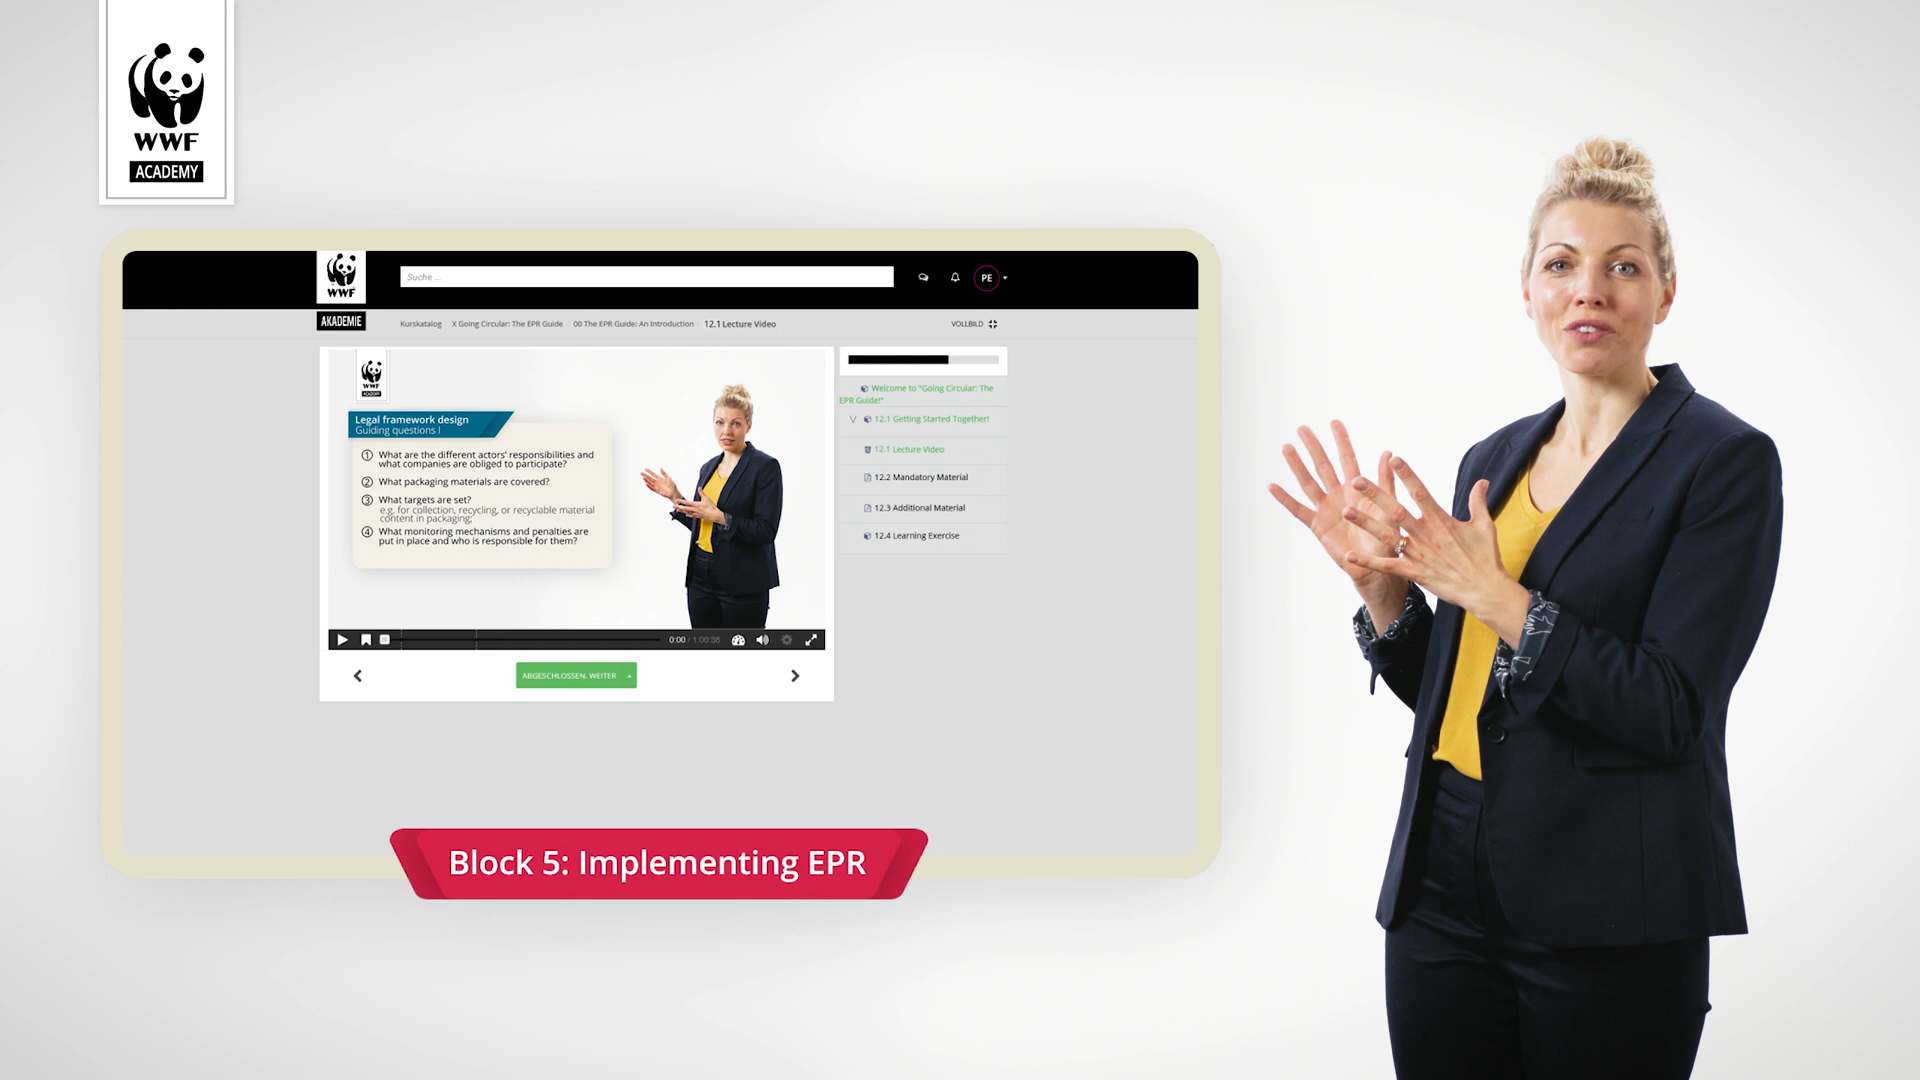 WWF
ACADEMY
WWF
AKADEMIE
Suche ...
PE
Kurskatalog
X Going Circular: The EPR Guide
00 The EPR Guide: An Introduction
12.1 Lecture Video
VOLLBILD
WWF
Legal framework design
Guiding questions I
1 What are the different actors' responsibilities and
what companies are obliged to participate?
2 What packaging materials are covered?
3 What targets are set?
e.g. for collection, recycling, or recyclable material
content in packaging;
4 What monitoring mechanisms and penalties are
put in place and who is responsible for them?
0:00 / 1:00:38
ABGESCHLOSSEN. WEITER
Welcome to "Going Circular: The
EPR Guide!"
12.1 Getting Started Together!
12.1 Lecture Video
12.2 Mandatory Material
12.3 Additional Material
12.4 Learning Exercise
Block 5: Implementing EPR